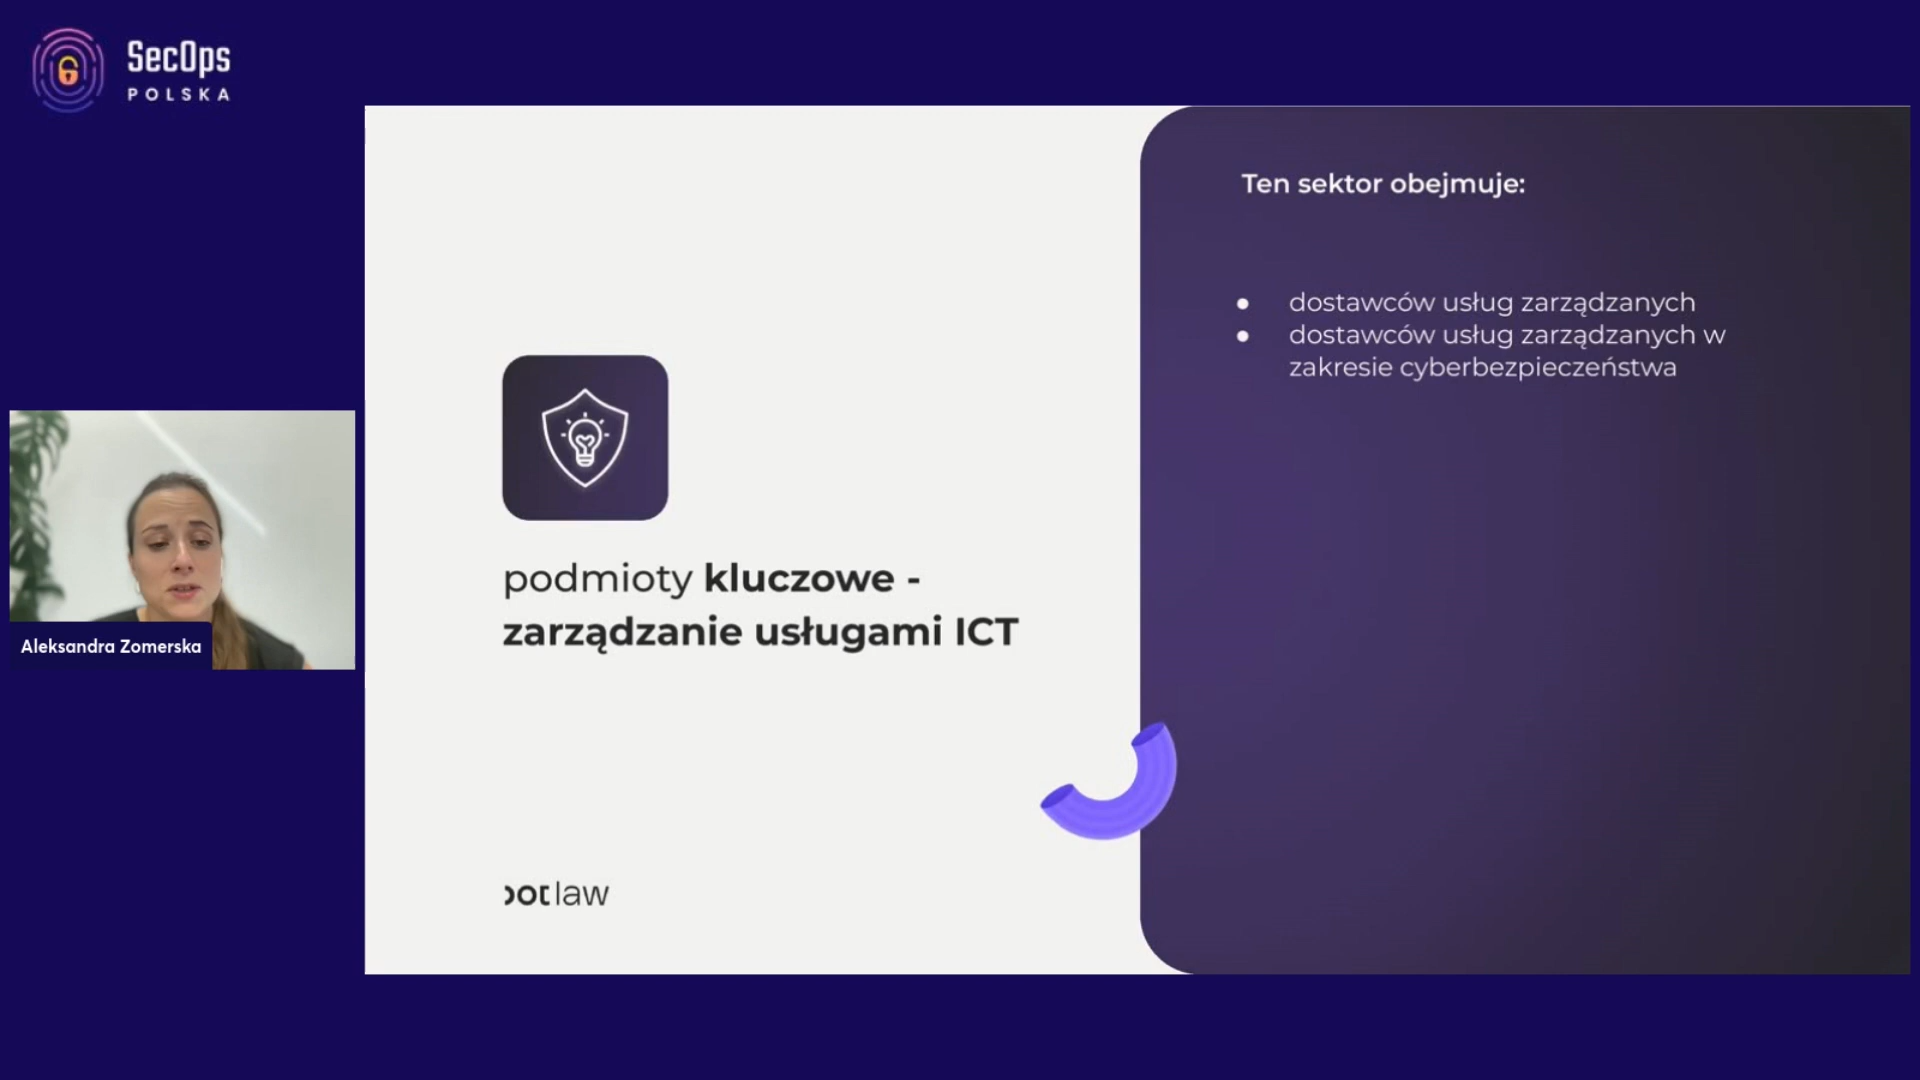 SecOps
POLSKA
Ten sektor obejmuje:
● dostawców usług zarządzanych
● dostawców usług zarządzanych w
zakresie cyberbezpieczeństwa
podmioty kluczowe -
zarządzanie usługami ICT
Aleksandra Zomerska
law